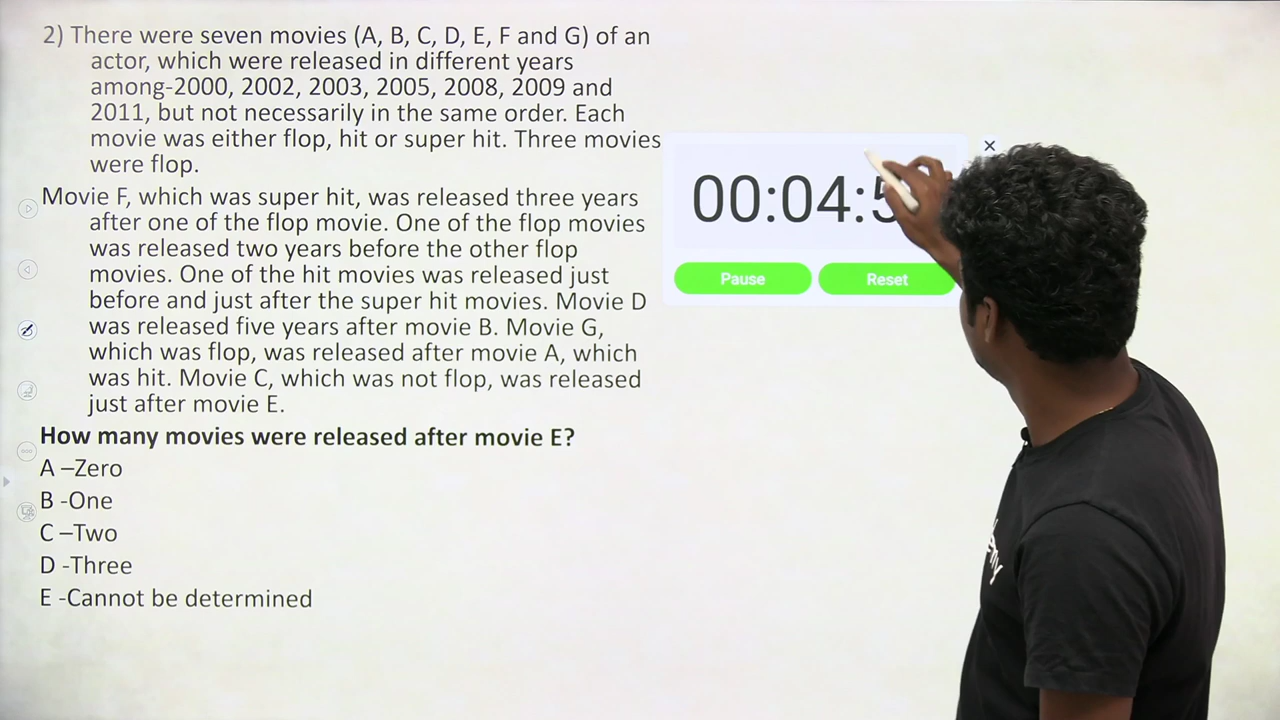 2) There were seven movies (A, B, C, D, E, F and G) of an
actor, which were released in different years
among-2000, 2002, 2003, 2005, 2008, 2009 and
2011, but not necessarily in the same order. Each
movie was either flop, hit or super hit. Three movies
were flop.
Movie F, which was super hit, was released three years
after one of the flop movie. One of the flop movies
was released two years before the other flop
movies. One of the hit movies was released just
before and just after the super hit movies. Movie D
was released five years after movie B. Movie G,
which was flop, was released after movie A, which
was hit. Movie C, which was not flop, was released
just after movie E.
How many movies were released after movie E?
A –Zero
B -One
C –Two
D -Three
E -Cannot be determined
00:04:5
Pause Reset